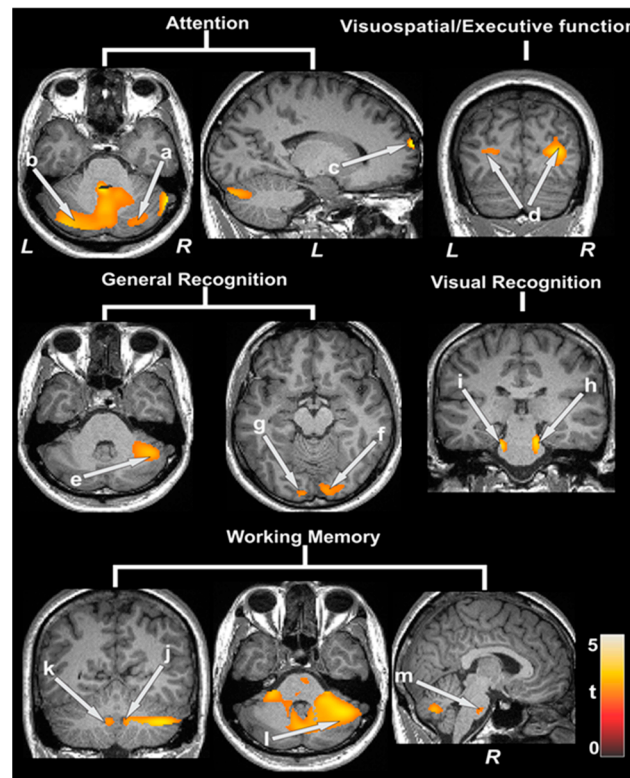 Attention
Visuospatial/Executive function
b
a
c
d
L
R
L
L
R
General Recognition
Visual Recognition
e
g
f
i
h
Working Memory
k
j
l
m
R
5
t
0